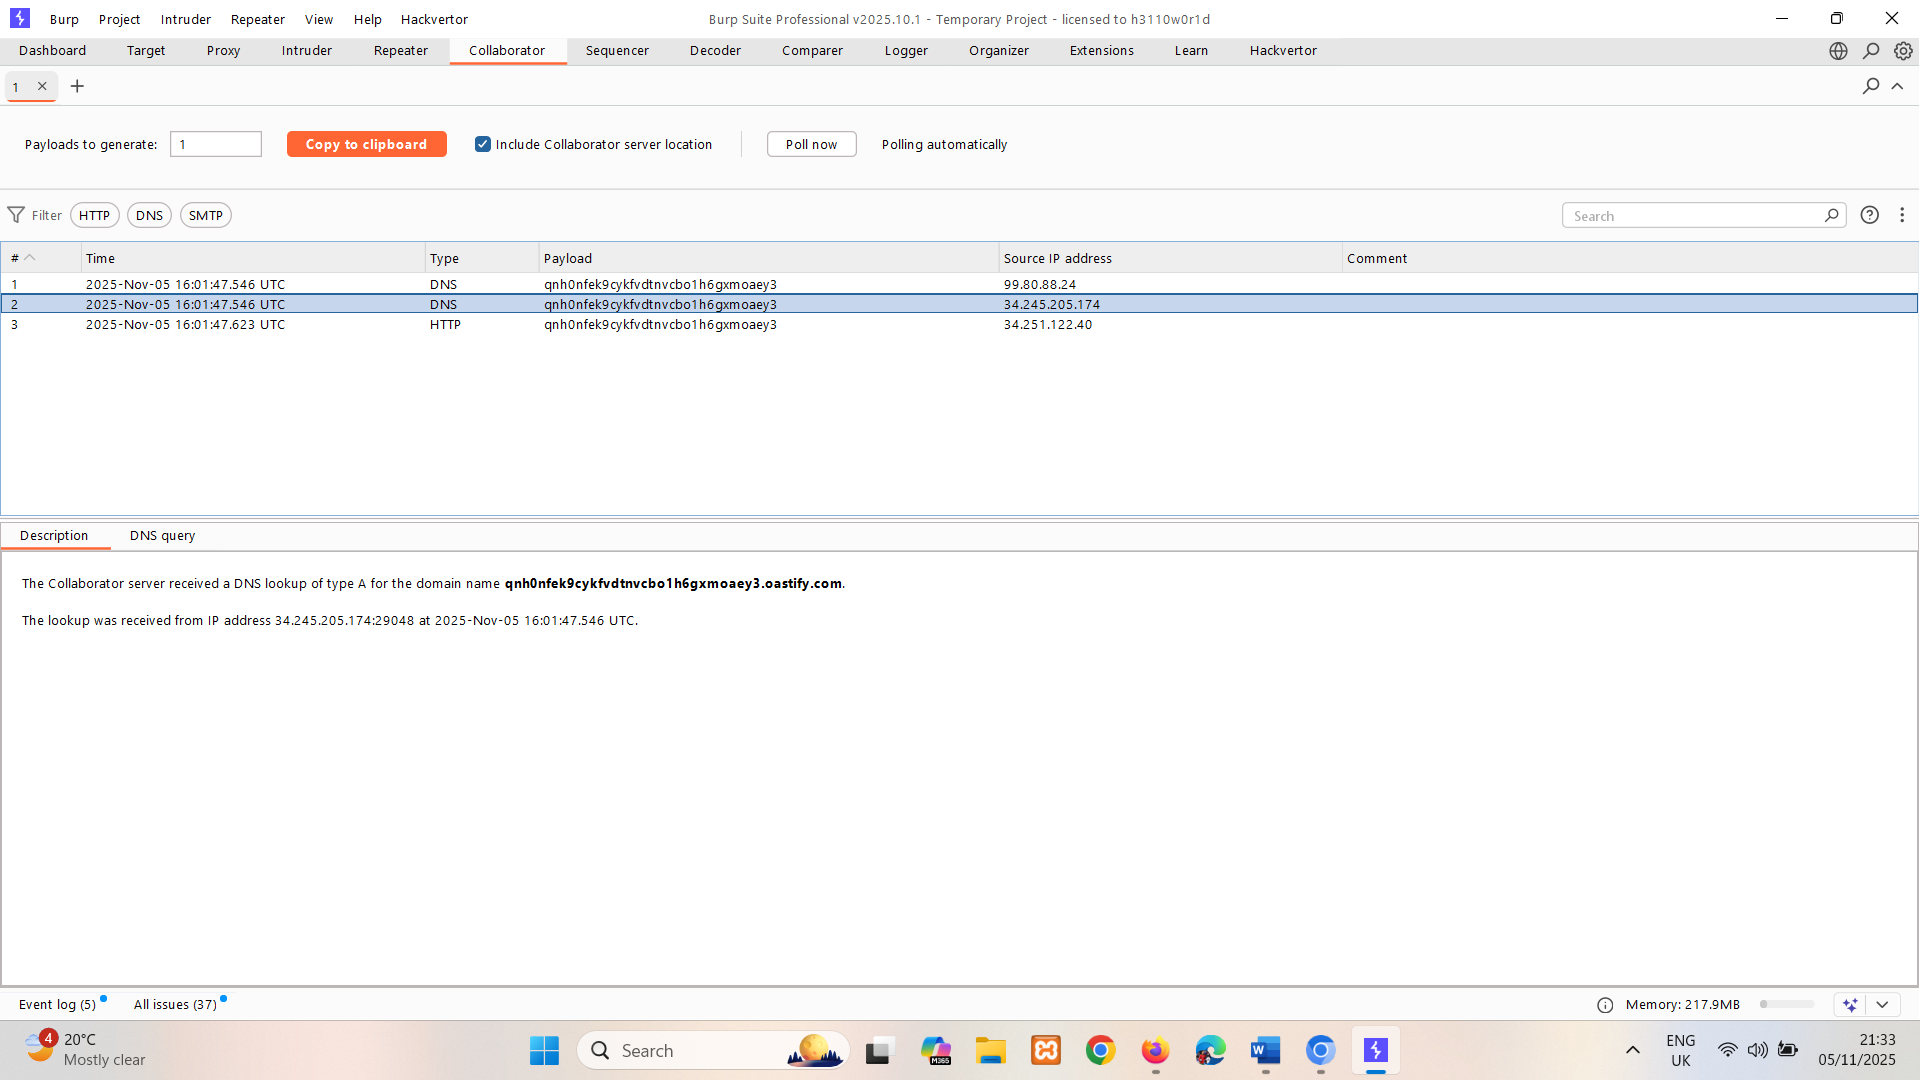 Burp Project Intruder Repeater View Help Hackvertor Burp Suite Professional v2025.10.1 - Temporary Project - licensed to h3110w0r1d
Dashboard Target Proxy Intruder Repeater Collaborator Sequencer Decoder Comparer Logger Organizer Extensions Learn Hackvertor
1
Payloads to generate: 1 Copy to clipboard Include Collaborator server location Poll now Polling automatically
Filter HTTP DNS SMTP Search
# Time Type Payload Source IP address Comment
1 2025-Nov-05 16:01:47.546 UTC DNS qnh0nfek9cykfvdtnvcbo1h6gxmoaey3 99.80.88.24
2 2025-Nov-05 16:01:47.546 UTC DNS qnh0nfek9cykfvdtnvcbo1h6gxmoaey3 34.245.205.174
3 2025-Nov-05 16:01:47.623 UTC HTTP qnh0nfek9cykfvdtnvcbo1h6gxmoaey3 34.251.122.40
Description DNS query
The Collaborator server received a DNS lookup of type A for the domain name qnh0nfek9cykfvdtnvcbo1h6gxmoaey3.oastify.com.
The lookup was received from IP address 34.245.205.174:29048 at 2025-Nov-05 16:01:47.546 UTC.
Event log (5) All issues (37) Memory: 217.9MB
4 20°C
Mostly clear
Search
M365
W
ENG
UK
21:33
05/11/2025